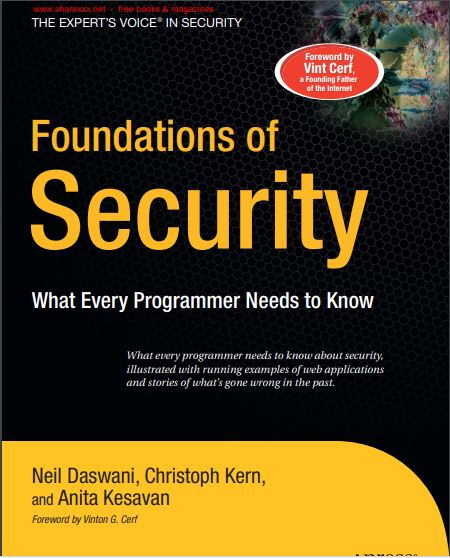 www.sharexxx.net - free books & magazines
THE EXPERT'S VOICE® IN SECURITY
Foreword by
Vint Cerf,
a Founding Father
of the Internet
Foundations of
Security
What Every Programmer Needs to Know
What every programmer needs to know about security,
illustrated with running examples of web applications
and stories of what's gone wrong in the past.
Neil Daswani, Christoph Kern,
and Anita Kesavan
Foreword by Vinton G. Cerf